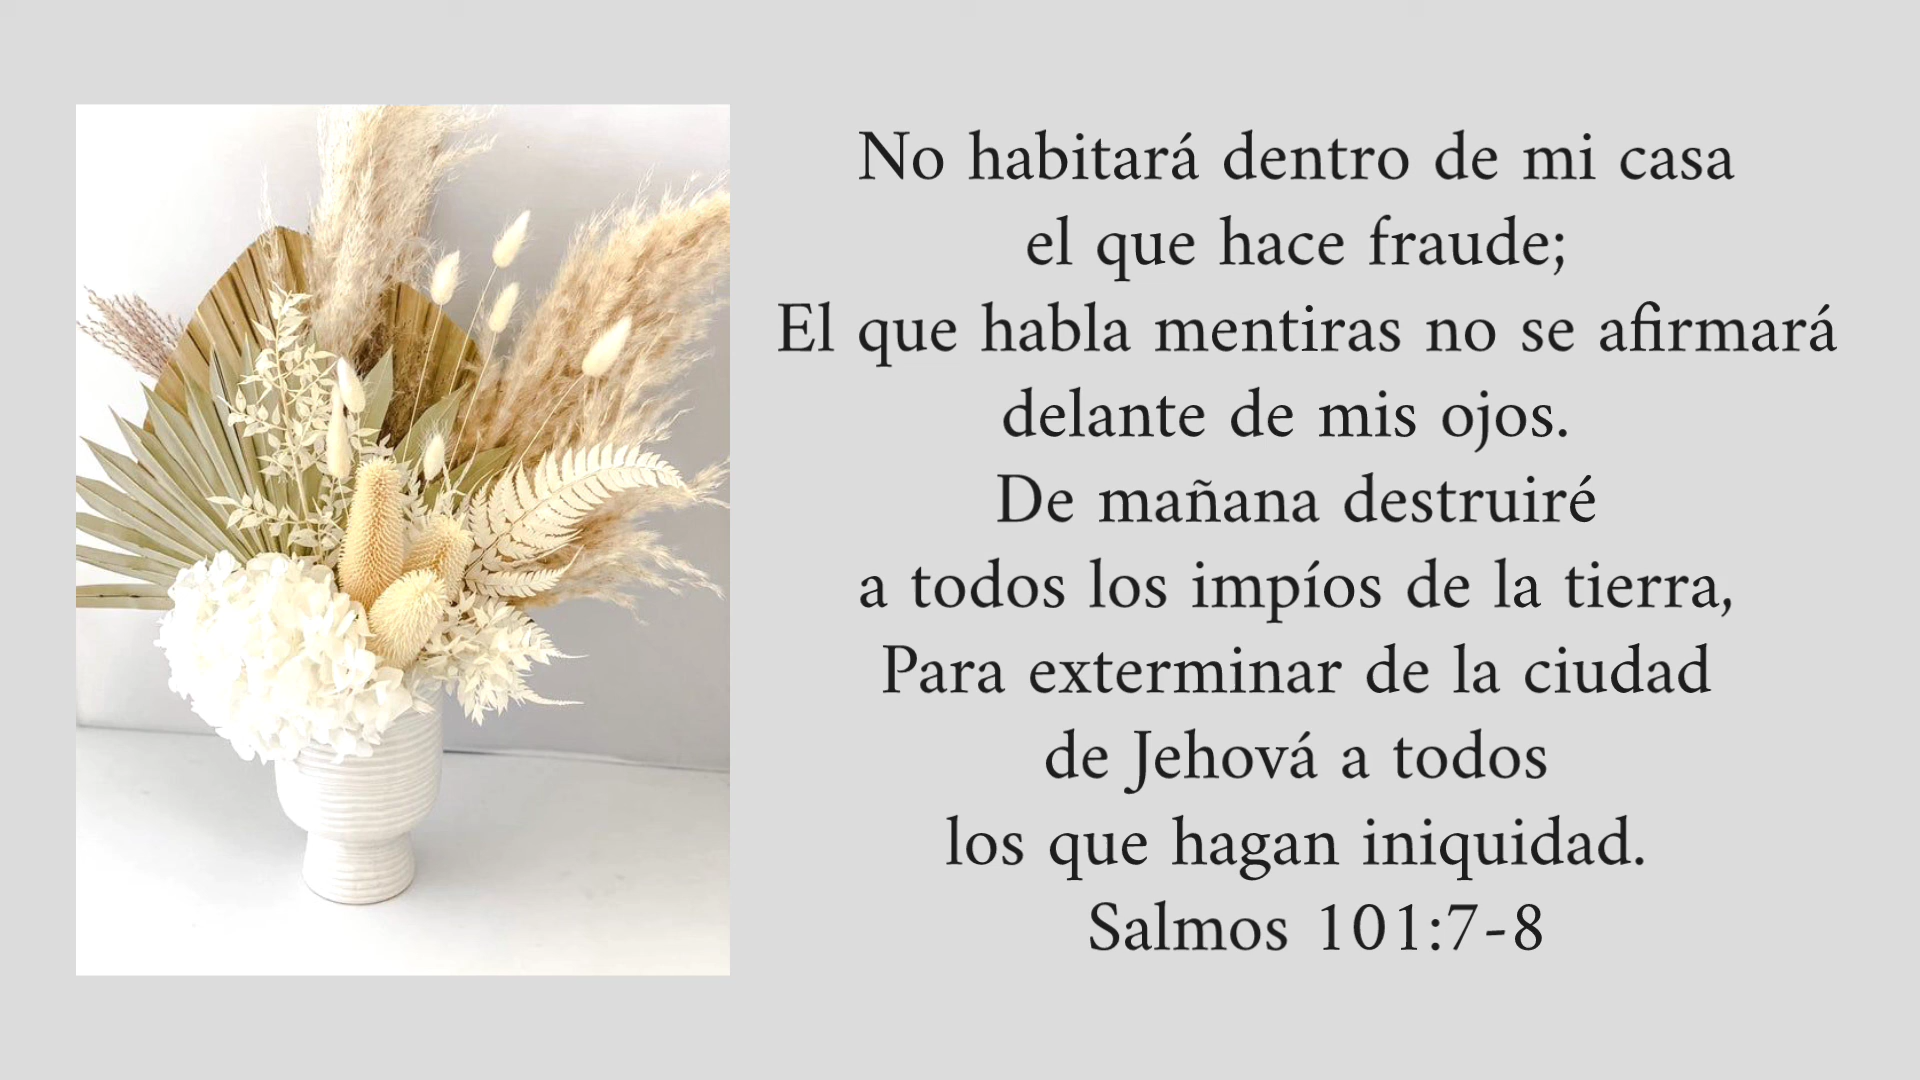 No habitará dentro de mi casa
el que hace fraude;
El que habla mentiras no se afirmará
delante de mis ojos.
De mañana destruiré
a todos los impíos de la tierra,
Para exterminar de la ciudad
de Jehová a todos
los que hagan iniquidad.
Salmos 101:7-8